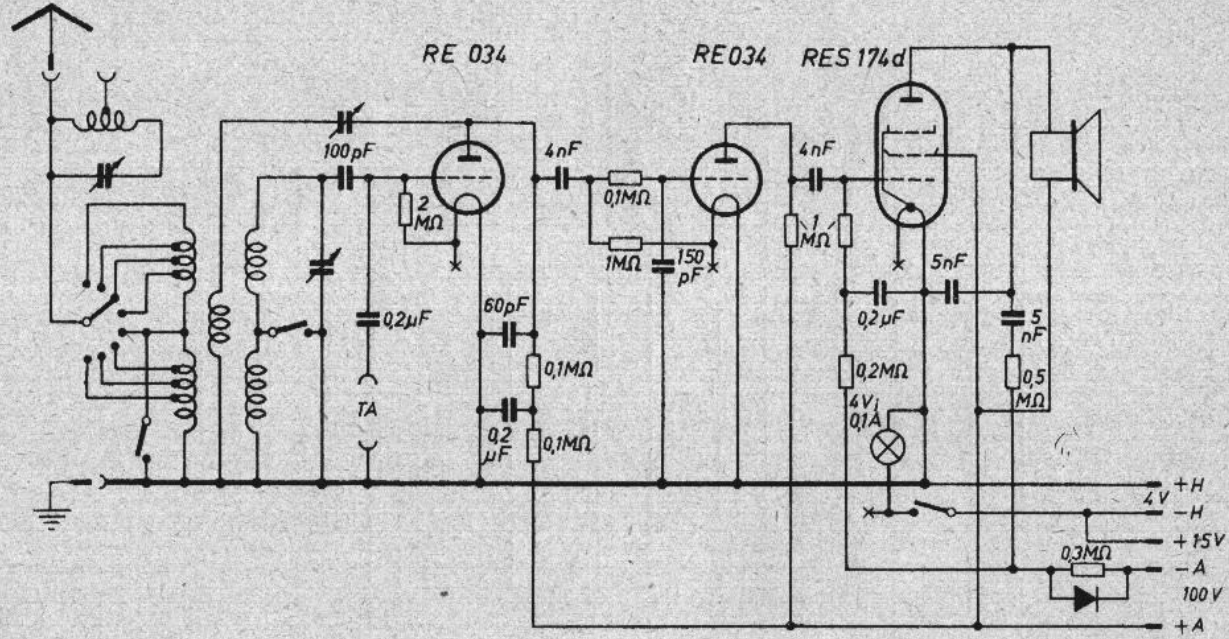 RE 034
RE 034
RES 174d
100pF
2
MΩ
4nF
0,1MΩ
1MΩ
150
pF
4nF
1
MΩ
60pF
0,2µF
0,1MΩ
TA
0,2
µF
0,1MΩ
5nF
0,2µF
5
nF
0,2MΩ
0,5
MΩ
4V;
0,1A
+H
4V
-H
+15V
0,3MΩ
-A
100V
+A